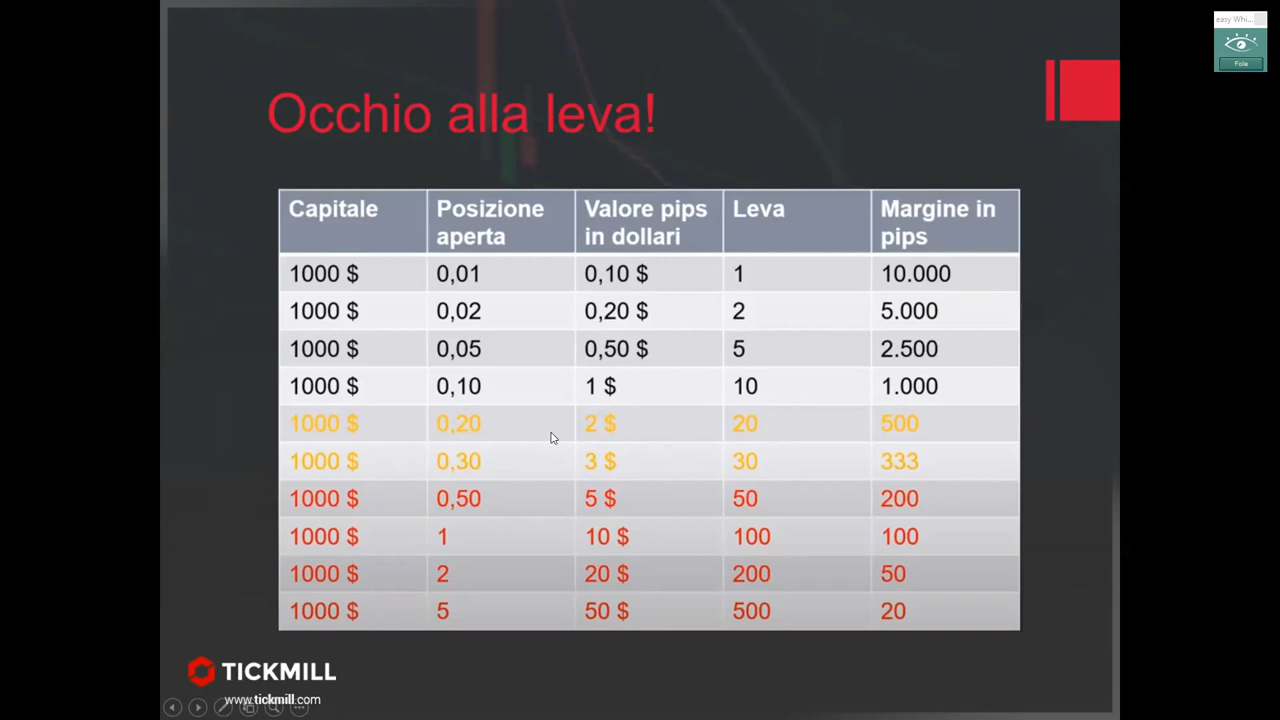 easy Whi...
Folie
Occhio alla leva!
Capitale Posizione aperta Valore pips in dollari Leva Margine in pips
1000 $ 0,01 0,10 $ 1 10.000
1000 $ 0,02 0,20 $ 2 5.000
1000 $ 0,05 0,50 $ 5 2.500
1000 $ 0,10 1 $ 10 1.000
1000 $ 0,20 2 $ 20 500
1000 $ 0,30 3 $ 30 333
1000 $ 0,50 5 $ 50 200
1000 $ 1 10 $ 100 100
1000 $ 2 20 $ 200 50
1000 $ 5 50 $ 500 20
TICKMILL
www.tickmill.com